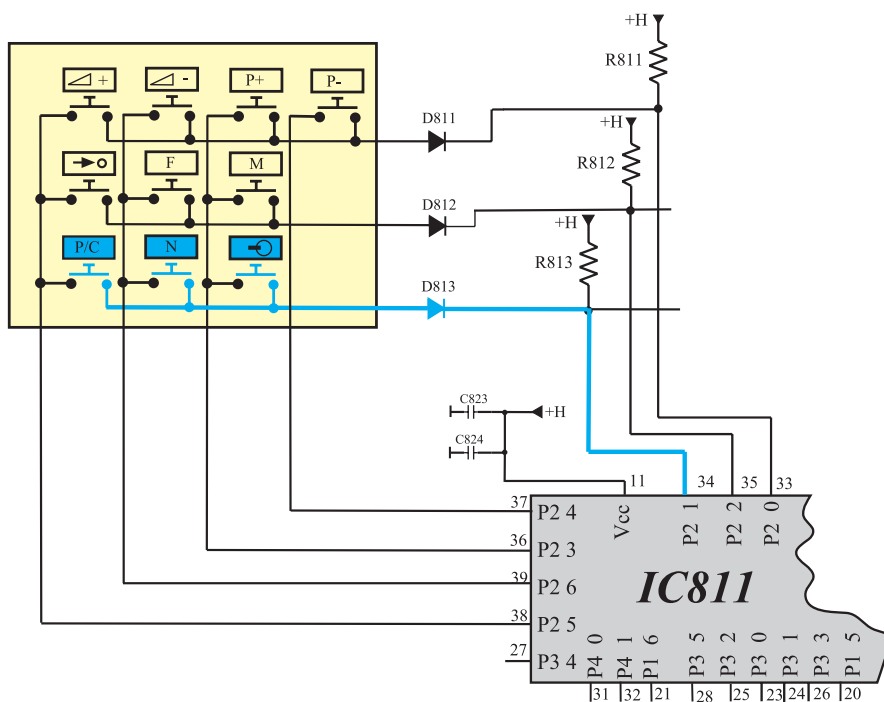 +H
R811
+
-
P+
P-
D811
+H
R812
F
M
D812
+H
R813
P/C
N
D813
C823
+H
C824
11
34
35
33
37
P2 4
Vcc
P2 1
P2 2
P2 0
36
P2 3
39
P2 6
IC811
38
P2 5
27
P3 4
P4 0
P4 1
P1 6
P3 5
P3 2
P3 0
P3 1
P3 3
P1 5
31
32
21
28
25
23
24
26
20